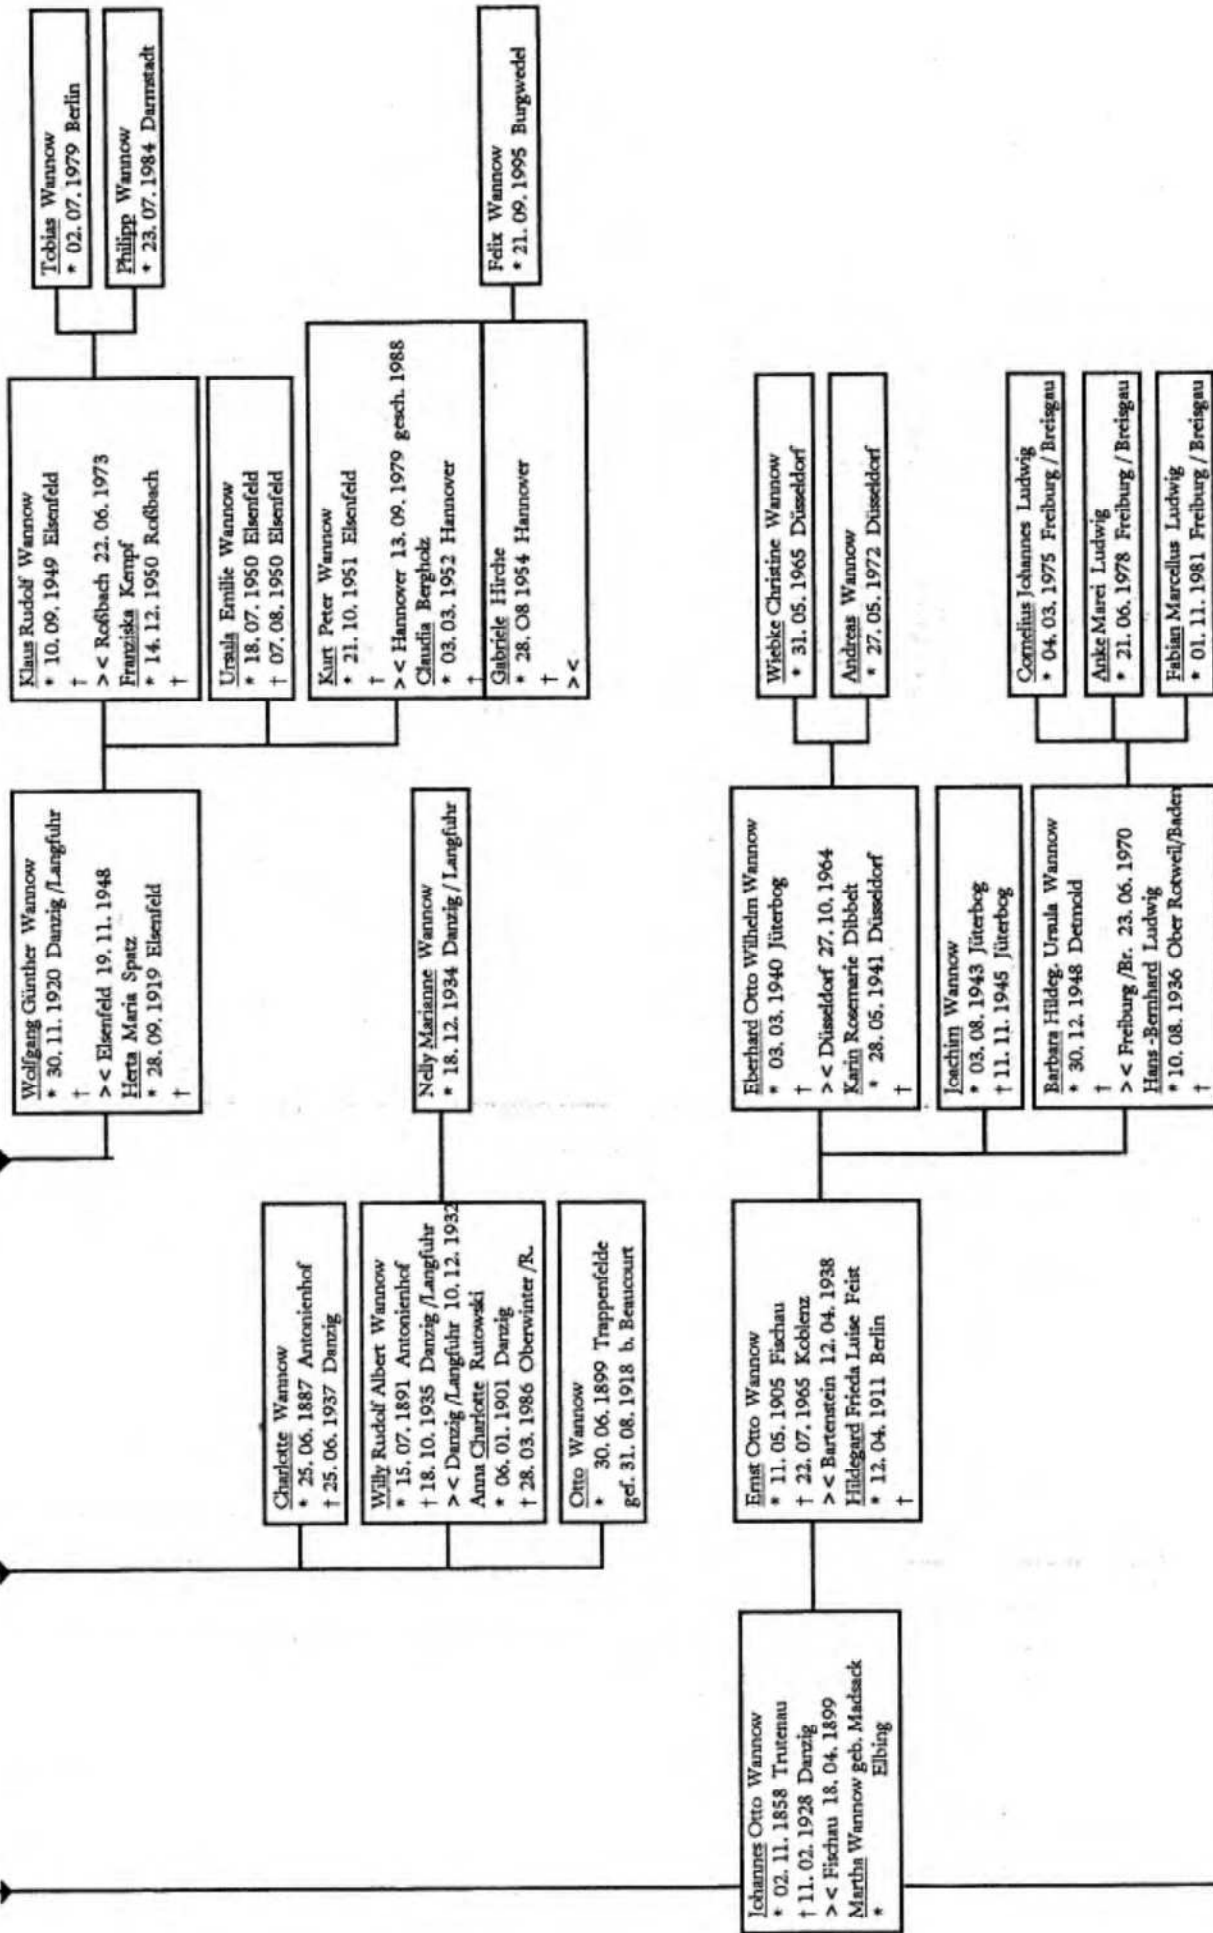 Johannes Otto Wannow
* 02. 11. 1858 Trutenau
† 11. 02. 1928 Danzig
> < Fischau 18. 04. 1899
Martha Wannow geb. Madsack
* Elbing
Charlotte Wannow
* 25. 06. 1887 Antonienhof
† 25. 06. 1937 Danzig
Willy Rudolf Albert Wannow
* 15. 07. 1891 Antonienhof
† 18. 10. 1935 Danzig /Langfuhr
> < Danzig /Langfuhr 10. 12. 1932
Anna Charlotte Rutowski
* 06. 01. 1901 Danzig
† 28. 03. 1986 Oberwinter /R.
Otto Wannow
* 30. 06. 1899 Trappenfelde
gef. 31. 08. 1918 b. Beaucourt
Ernst Otto Wannow
* 11. 05. 1905 Fischau
† 22. 07. 1965 Koblenz
> < Bartenstein 12. 04. 1938
Hildegard Frieda Luise Feist
* 12. 04. 1911 Berlin
†
Wolfgang Günther Wannow
* 30. 11. 1920 Danzig /Langfuhr
†
> < Elsenfeld 19. 11. 1948
Herta Maria Spatz
* 28. 09. 1919 Elsenfeld
†
Nelly Marianne Wannow
* 18. 12. 1934 Danzig / Langfuhr
Eberhard Otto Wilhelm Wannow
* 03. 03. 1940 Jüterbog
†
> < Düsseldorf 27. 10. 1964
Karin Rosemarie Dibbelt
* 28. 05. 1941 Düsseldorf
†
Joachim Wannow
* 03. 08. 1943 Jüterbog
† 11. 11. 1945 Jüterbog
Barbara Hildeg. Ursula Wannow
* 30. 12. 1948 Detmold
†
> < Freiburg /Br. 23. 06. 1970
Hans -Bernhard Ludwig
* 10. 08. 1936 Ober Rotweil/Baden
†
Klaus Rudolf Wannow
* 10. 09. 1949 Elsenfeld
†
> < Roßbach 22. 06. 1973
Franziska Kempf
* 14. 12. 1950 Roßbach
†
Ursula Emilie Wannow
* 18. 07. 1950 Elsenfeld
† 07. 08. 1950 Elsenfeld
Kurt Peter Wannow
* 21. 10. 1951 Elsenfeld
†
> < Hannover 13. 09. 1979 gesch. 1988
Claudia Bergholz
* 03. 03. 1952 Hannover
†
Gabriele Hirche
* 28. O8 1954 Hannover
†
> <
Wiebke Christine Wannow
* 31. 05. 1965 Düsseldorf
Andreas Wannow
* 27. 05. 1972 Düsseldorf
Cornelius Johannes Ludwig
* 04. 03. 1975 Freiburg / Breisgau
Anke Marei Ludwig
* 21. 06. 1978 Freiburg / Breisgau
Fabian Marcellus Ludwig
* 01. 11. 1981 Freiburg / Breisgau
Tobias Wannow
* 02. 07. 1979 Berlin
Philipp Wannow
* 23. 07. 1984 Darmstadt
Felix Wannow
* 21. 09. 1995 Burgwedel